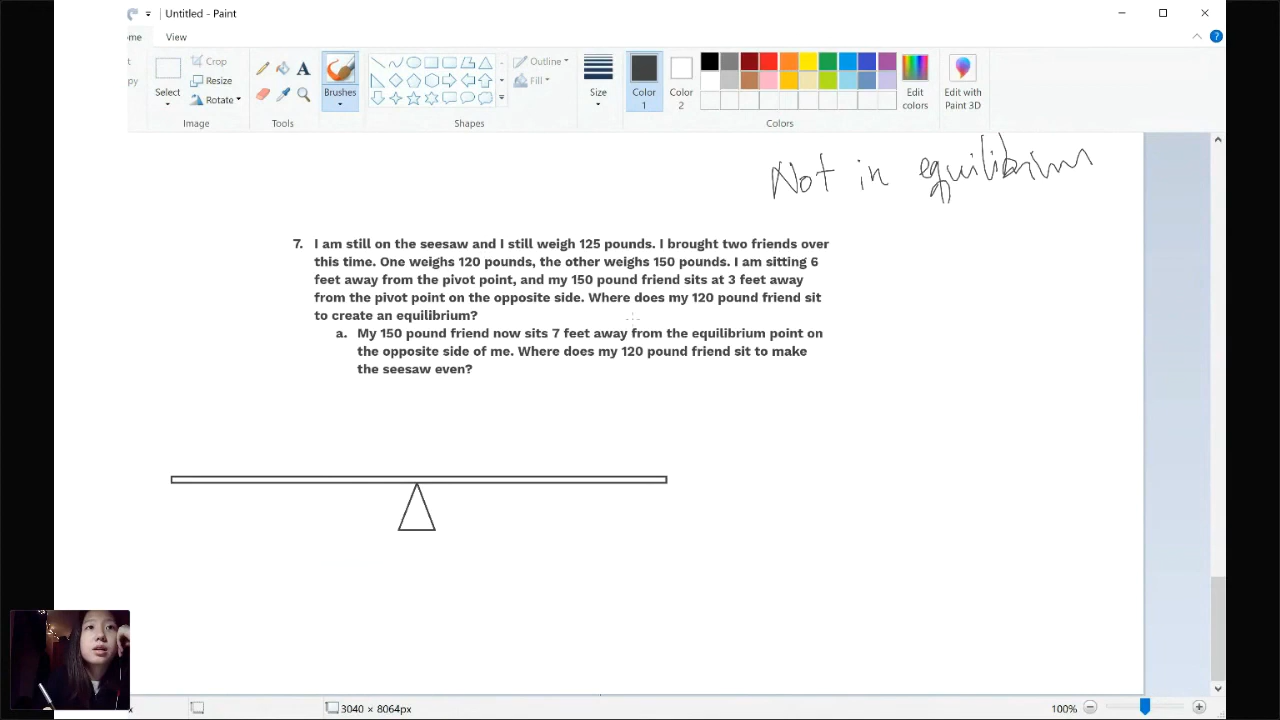 Untitled - Paint
ome
View
Crop
Resize
Rotate
Select
Image
Tools
Brushes
Shapes
Outline
Fill
Size
Color
1
Color
2
Colors
Edit
colors
Edit with
Paint 3D
Not in equilibrium
7. I am still on the seesaw and I still weigh 125 pounds. I brought two friends over
this time. One weighs 120 pounds, the other weighs 150 pounds. I am sitting 6
feet away from the pivot point, and my 150 pound friend sits at 3 feet away
from the pivot point on the opposite side. Where does my 120 pound friend sit
to create an equilibrium?
a. My 150 pound friend now sits 7 feet away from the equilibrium point on
the opposite side of me. Where does my 120 pound friend sit to make
the seesaw even?
3040 × 8064px
100%